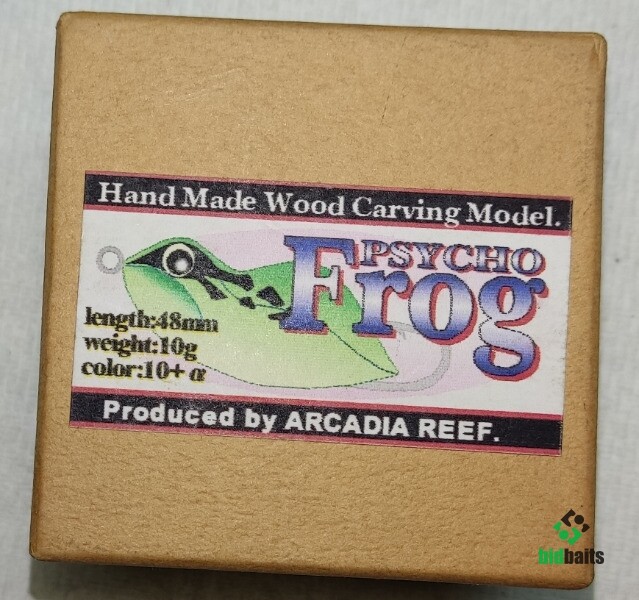 Hand Made Wood Carving Model.
PSYCHO
Frog
length:48mm
weight:10g
color:10+ α
Produced by ARCADIA REEF.
bidbaits